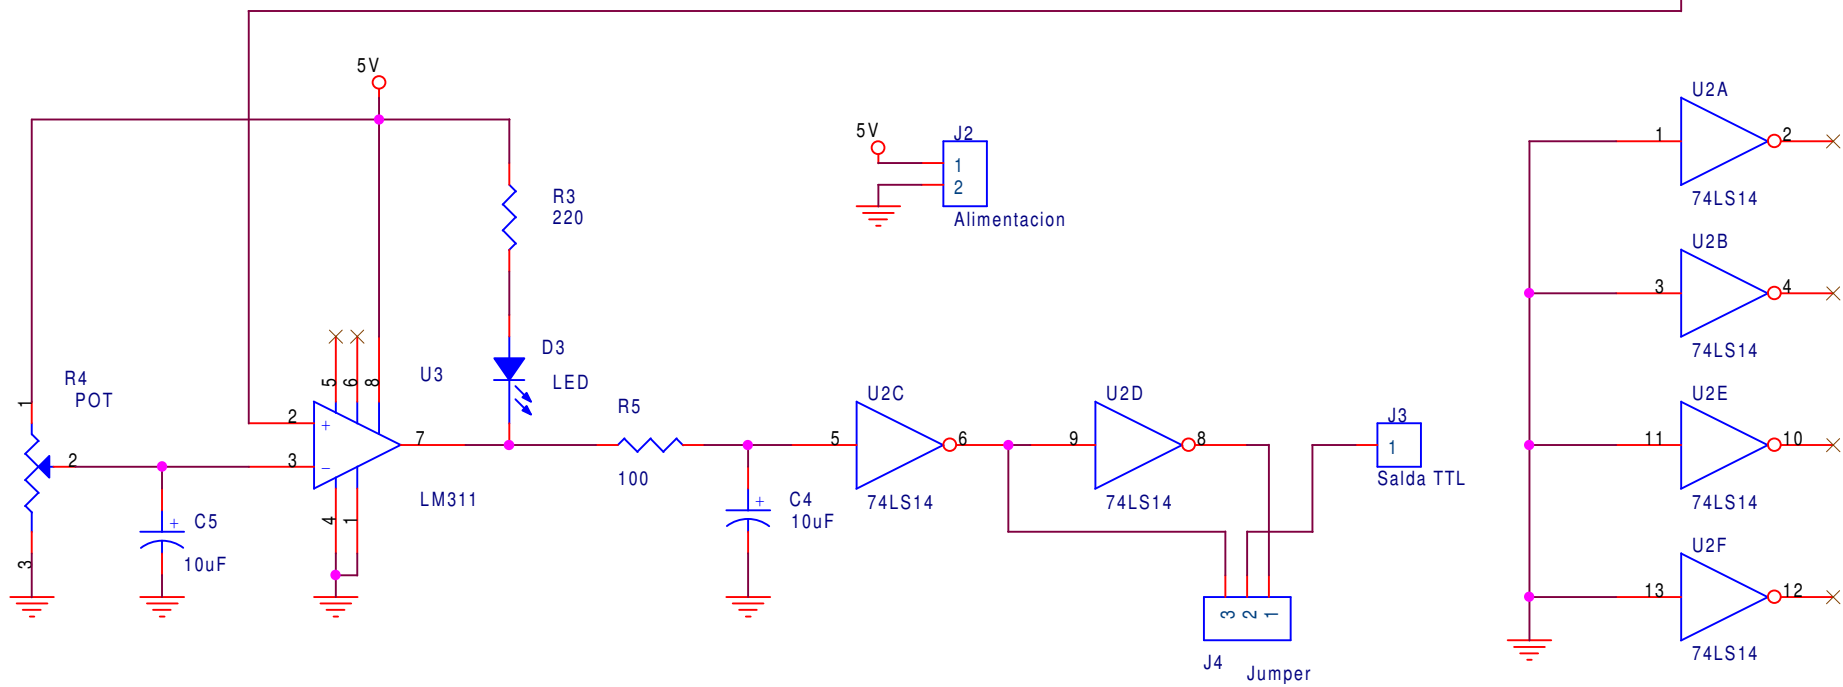 5V
R3
220
D3
LED
R4
POT
1
2
3
C5
10uF
U3
LM311
2
3
5
6
8
7
4
1
R5
100
C4
10uF
5V
J2
1
2
Alimentacion
U2C
5
6
74LS14
U2D
9
8
74LS14
J3
1
Salda TTL
3
2
1
J4
Jumper
U2A
1
2
74LS14
U2B
3
4
74LS14
U2E
11
10
74LS14
U2F
13
12
74LS14